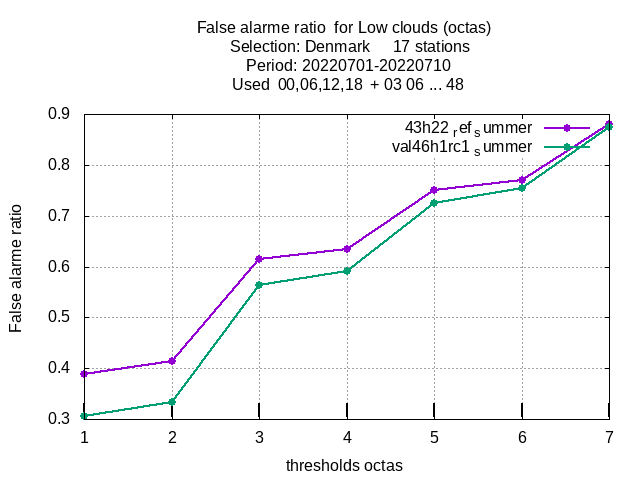 False alarme ratio for Low clouds (octas)
Selection: Denmark 17 stations
Period: 20220701-20220710
Used 00,06,12,18 + 03 06 ... 48
43h22_ref_summer
val46h1rc1_summer
0.9
0.8
0.7
0.6
0.5
0.4
0.3
False alarme ratio
1 2 3 4 5 6 7
thresholds octas